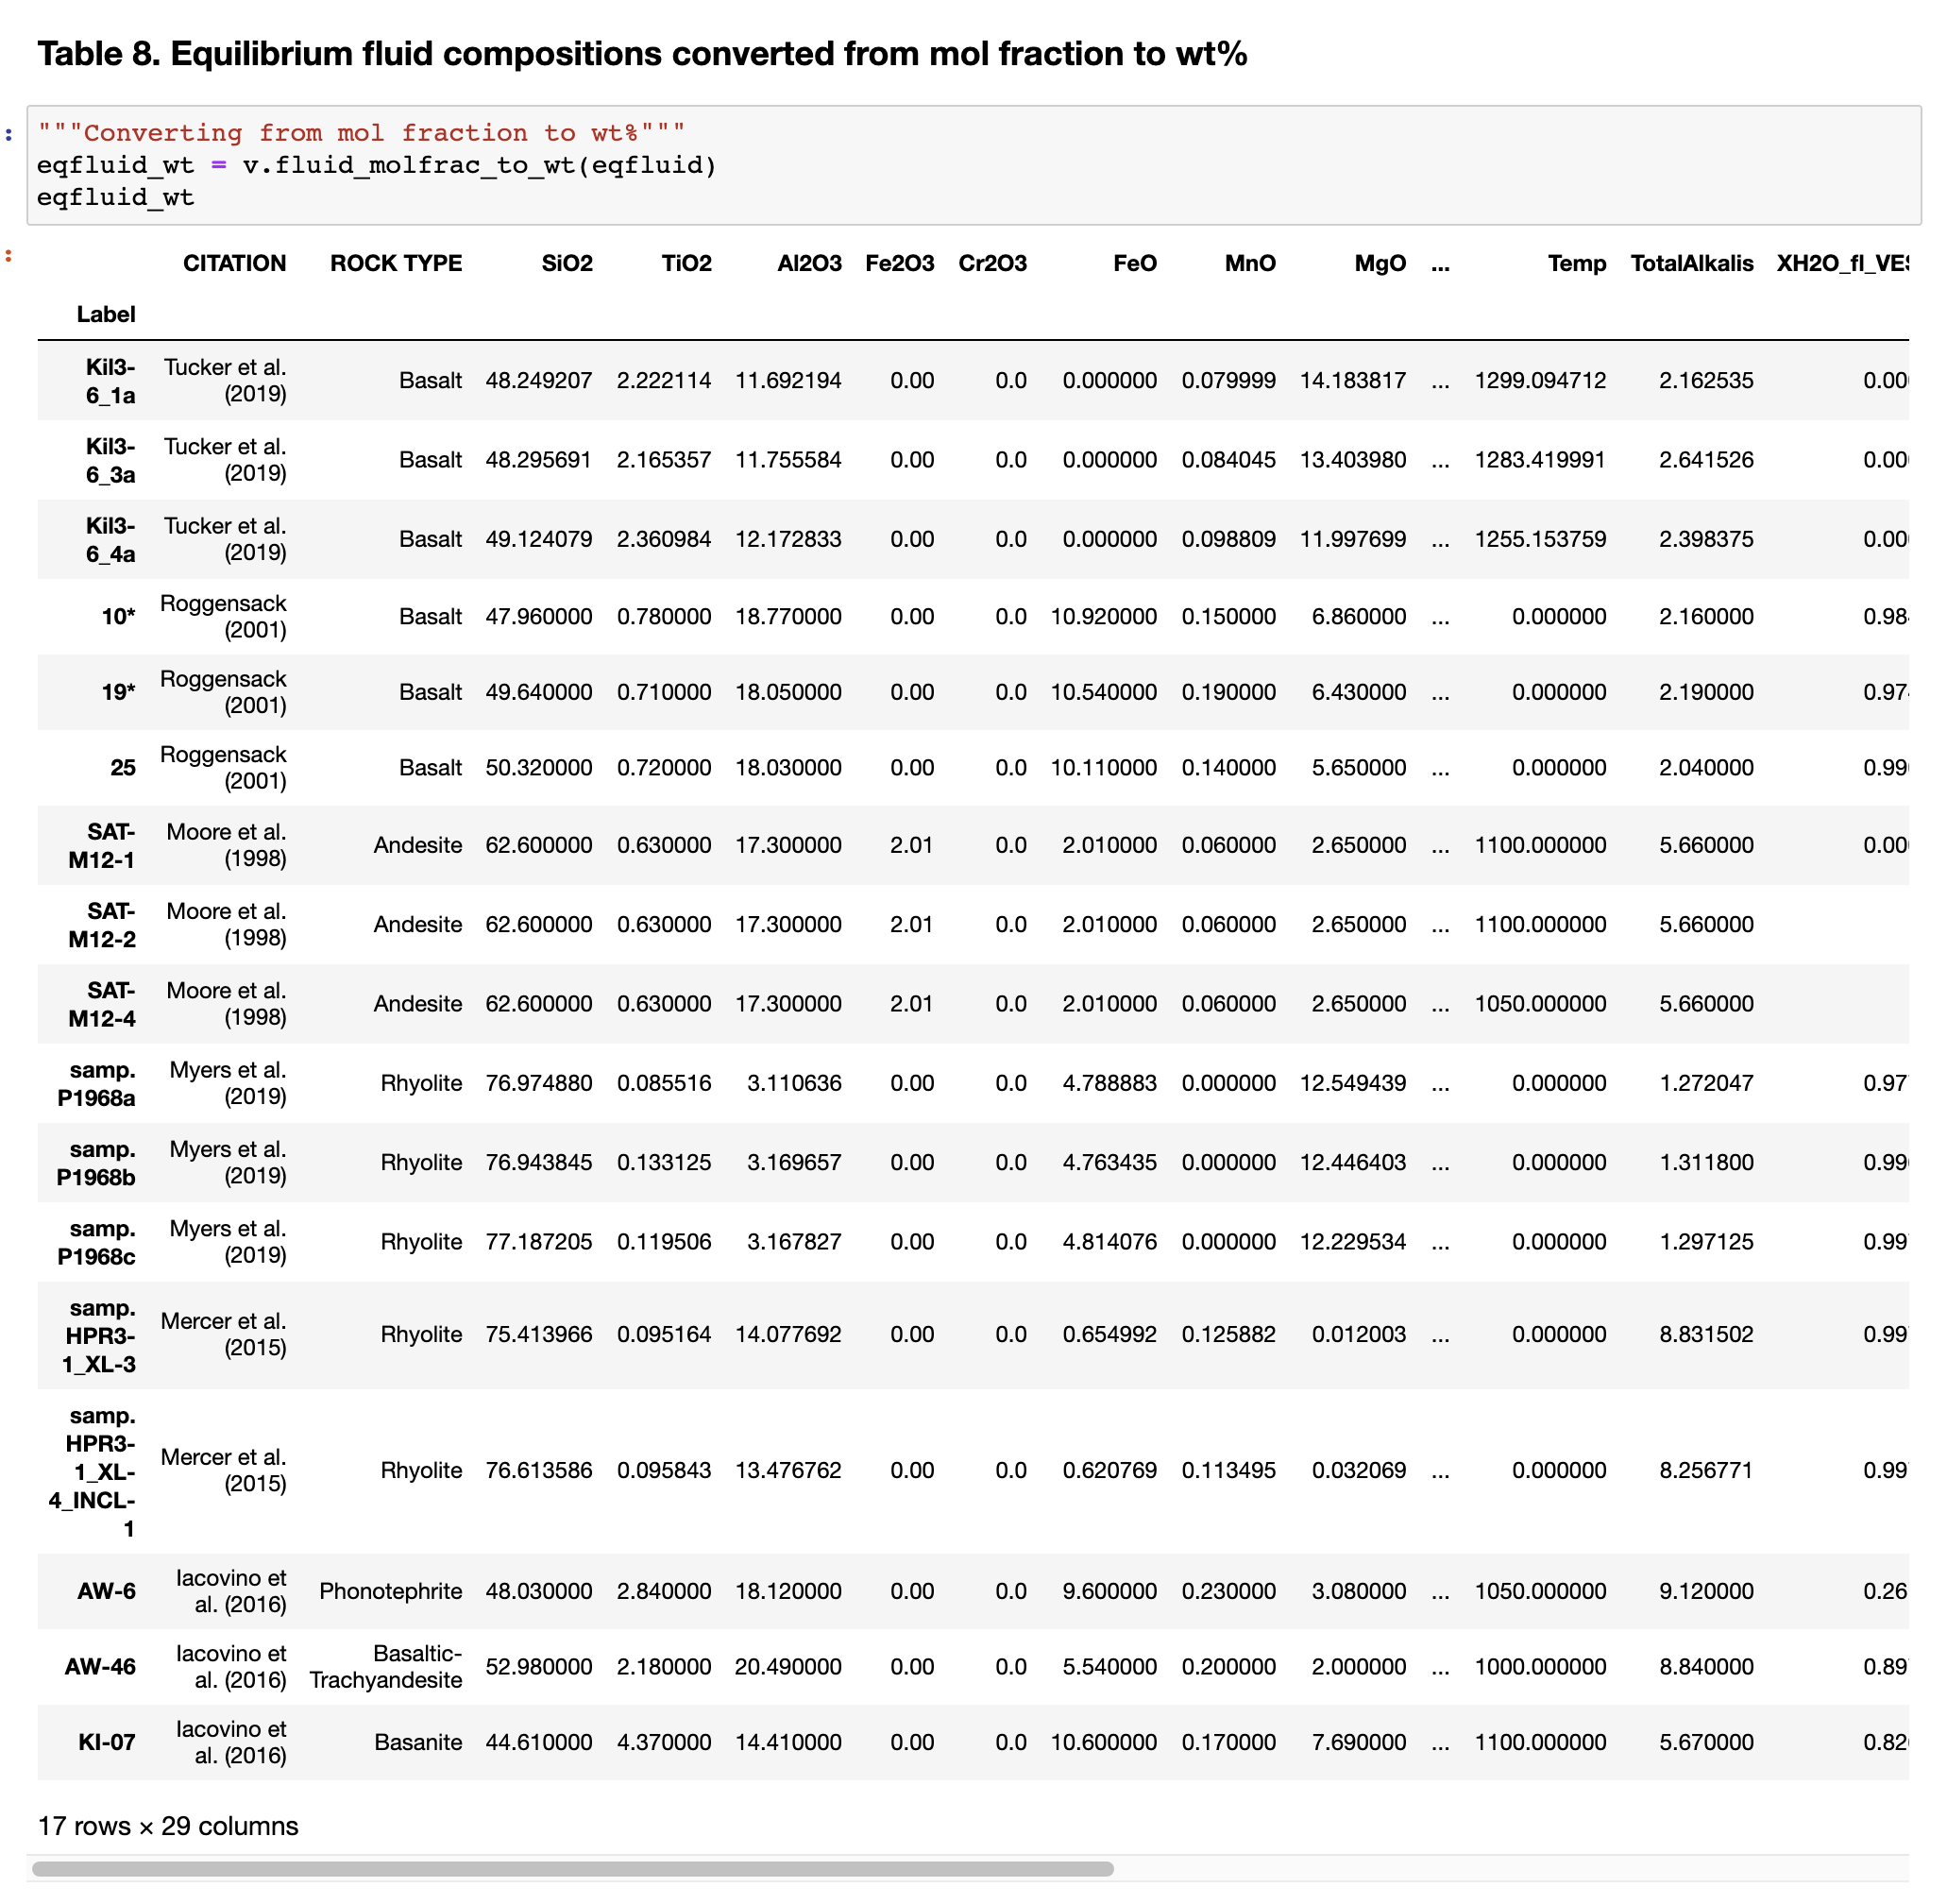 Table 8. Equilibrium fluid compositions converted from mol fraction to wt%
:
"""Converting from mol fraction to wt%"""
eqfluid_wt = v.fluid_molfrac_to_wt(eqfluid)
eqfluid_wt
:
CITATION ROCK TYPE SiO2 TiO2 Al2O3 Fe2O3 Cr2O3 FeO MnO MgO ... Temp TotalAlkalis XH2O_fl_VES
Label
Kil3-6_1a Tucker et al. (2019) Basalt 48.249207 2.222114 11.692194 0.00 0.0 0.000000 0.079999 14.183817 ... 1299.094712 2.162535 0.00
Kil3-6_3a Tucker et al. (2019) Basalt 48.295691 2.165357 11.755584 0.00 0.0 0.000000 0.084045 13.403980 ... 1283.419991 2.641526 0.00
Kil3-6_4a Tucker et al. (2019) Basalt 49.124079 2.360984 12.172833 0.00 0.0 0.000000 0.098809 11.997699 ... 1255.153759 2.398375 0.00
10* Roggensack (2001) Basalt 47.960000 0.780000 18.770000 0.00 0.0 10.920000 0.150000 6.860000 ... 0.000000 2.160000 0.98
19* Roggensack (2001) Basalt 49.640000 0.710000 18.050000 0.00 0.0 10.540000 0.190000 6.430000 ... 0.000000 2.190000 0.97
25 Roggensack (2001) Basalt 50.320000 0.720000 18.030000 0.00 0.0 10.110000 0.140000 5.650000 ... 0.000000 2.040000 0.99
SAT-M12-1 Moore et al. (1998) Andesite 62.600000 0.630000 17.300000 2.01 0.0 2.010000 0.060000 2.650000 ... 1100.000000 5.660000 0.00
SAT-M12-2 Moore et al. (1998) Andesite 62.600000 0.630000 17.300000 2.01 0.0 2.010000 0.060000 2.650000 ... 1100.000000 5.660000
SAT-M12-4 Moore et al. (1998) Andesite 62.600000 0.630000 17.300000 2.01 0.0 2.010000 0.060000 2.650000 ... 1050.000000 5.660000
samp. P1968a Myers et al. (2019) Rhyolite 76.974880 0.085516 3.110636 0.00 0.0 4.788883 0.000000 12.549439 ... 0.000000 1.272047 0.97
samp. P1968b Myers et al. (2019) Rhyolite 76.943845 0.133125 3.169657 0.00 0.0 4.763435 0.000000 12.446403 ... 0.000000 1.311800 0.99
samp. P1968c Myers et al. (2019) Rhyolite 77.187205 0.119506 3.167827 0.00 0.0 4.814076 0.000000 12.229534 ... 0.000000 1.297125 0.99
samp. HPR3-1_XL-3 Mercer et al. (2015) Rhyolite 75.413966 0.095164 14.077692 0.00 0.0 0.654992 0.125882 0.012003 ... 0.000000 8.831502 0.99
samp. HPR3-1_XL-4_INCL-1 Mercer et al. (2015) Rhyolite 76.613586 0.095843 13.476762 0.00 0.0 0.620769 0.113495 0.032069 ... 0.000000 8.256771 0.99
AW-6 Iacovino et al. (2016) Phonotephrite 48.030000 2.840000 18.120000 0.00 0.0 9.600000 0.230000 3.080000 ... 1050.000000 9.120000 0.26
AW-46 Iacovino et al. (2016) Basaltic-Trachyandesite 52.980000 2.180000 20.490000 0.00 0.0 5.540000 0.200000 2.000000 ... 1000.000000 8.840000 0.89
KI-07 Iacovino et al. (2016) Basanite 44.610000 4.370000 14.410000 0.00 0.0 10.600000 0.170000 7.690000 ... 1100.000000 5.670000 0.82
17 rows × 29 columns